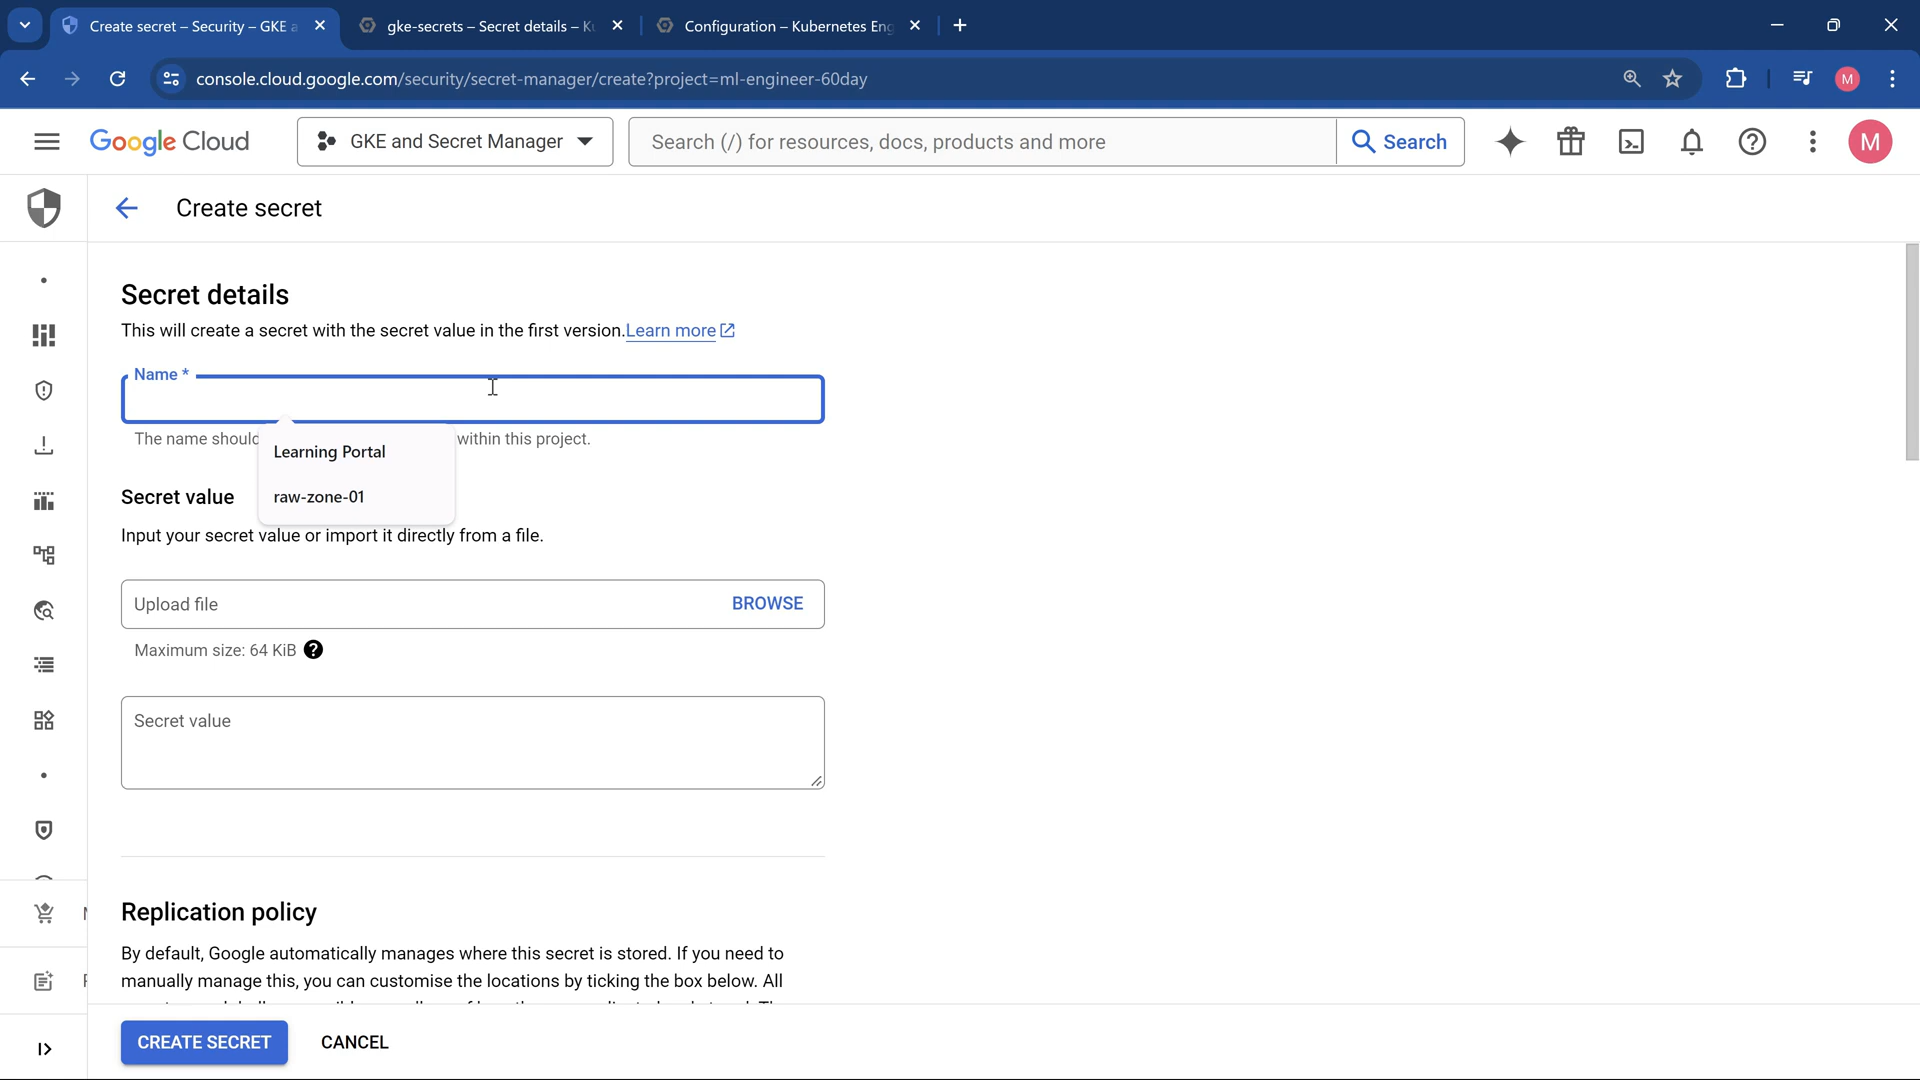 Create secret – Security – GKE a
gke-secrets – Secret details – Ku
Configuration – Kubernetes Eng
console.cloud.google.com/security/secret-manager/create?project=ml-engineer-60day
M
Google Cloud
GKE and Secret Manager
Search (/) for resources, docs, products and more
Search
M
Create secret
Secret details
This will create a secret with the secret value in the first version. Learn more
Name *
The name should
within this project.
Learning Portal
raw-zone-01
Secret value
Input your secret value or import it directly from a file.
Upload file
BROWSE
Maximum size: 64 KiB
Secret value
Replication policy
By default, Google automatically manages where this secret is stored. If you need to
manually manage this, you can customise the locations by ticking the box below. All
CREATE SECRET
CANCEL